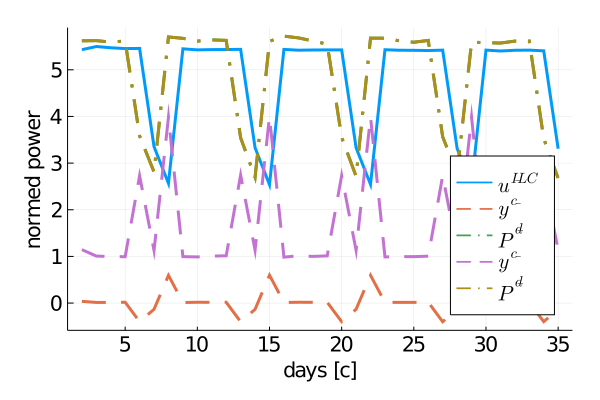 normed power
5
4
3
2
1
0
5 10 15 20 25 30 35
days [c]
u^ILC
y^c-
P^d
y^c-
P^d